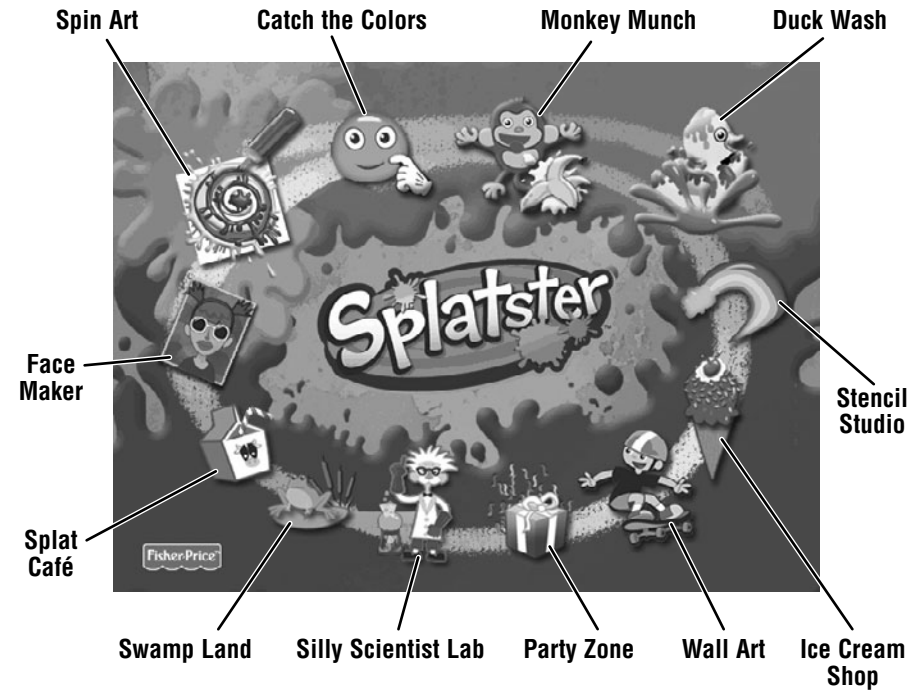 Spin Art
Catch the Colors
Monkey Munch
Duck Wash
Splatster
Face
Maker
Stencil
Studio
Splat
Café
Fisher-Price
Swamp Land
Silly Scientist Lab
Party Zone
Wall Art
Ice Cream
Shop